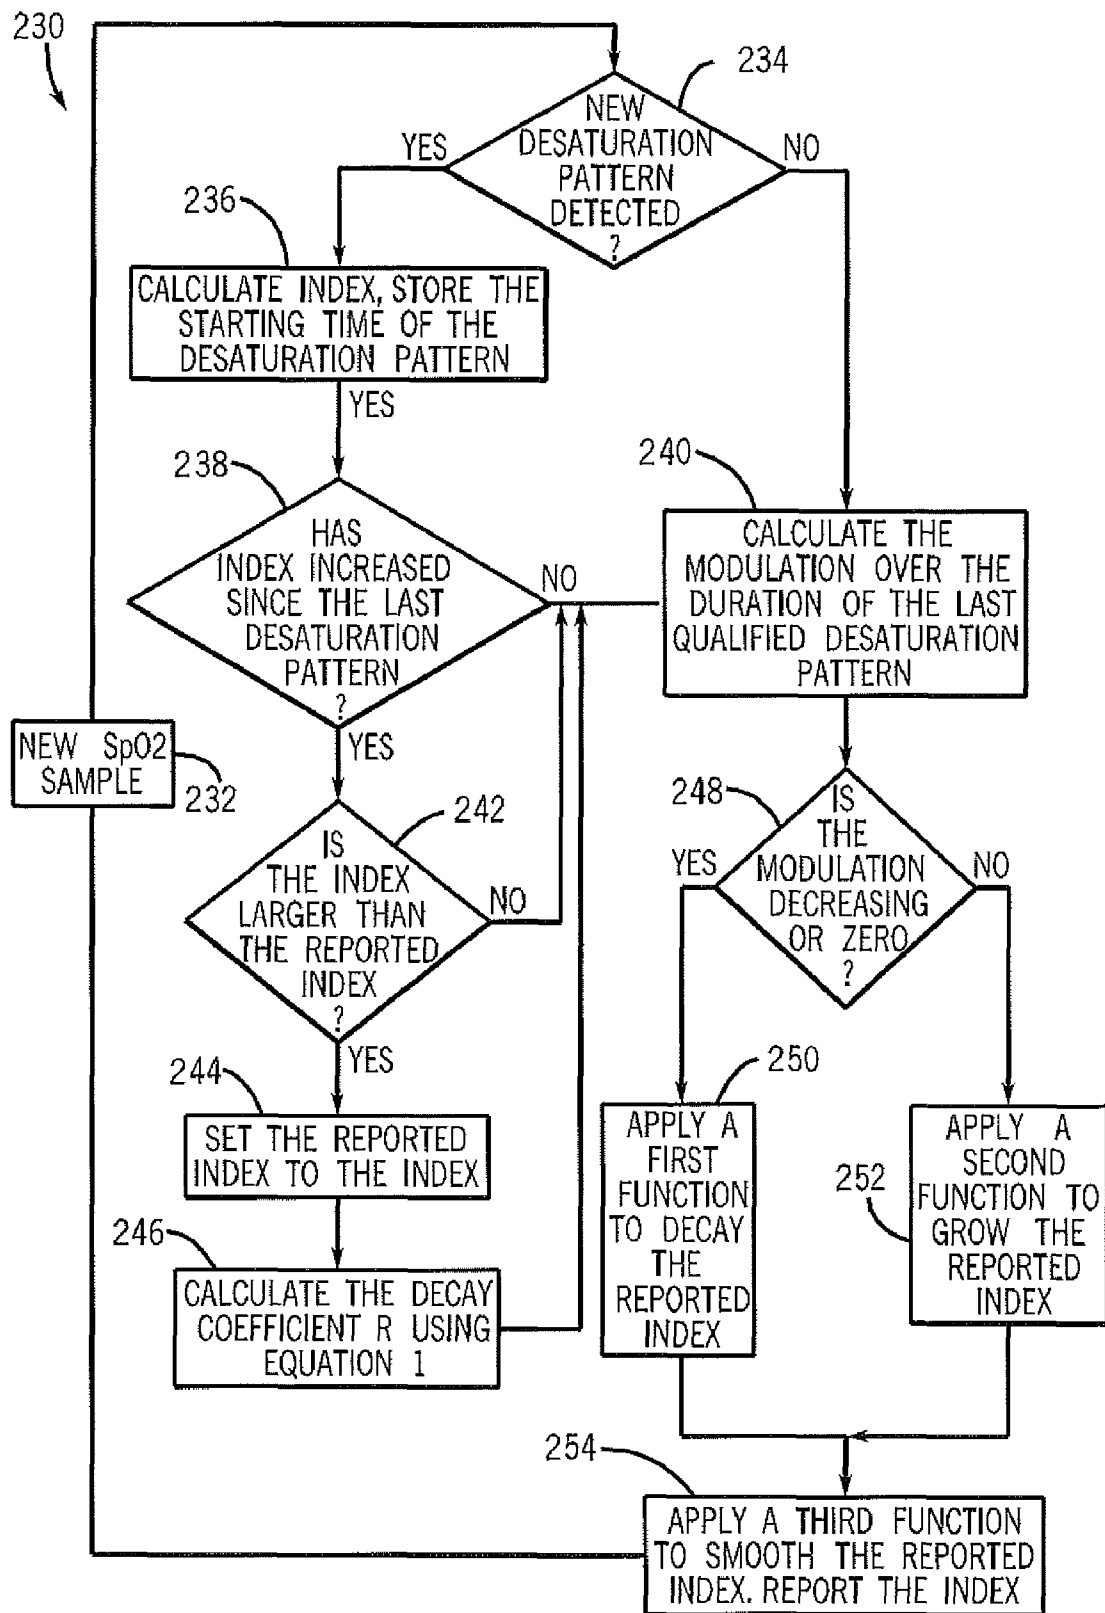 230
234
NEW
DESATURATION
PATTERN
DETECTED
?
YES
NO
236
CALCULATE INDEX, STORE THE
STARTING TIME OF THE
DESATURATION PATTERN
YES
238
HAS
INDEX INCREASED
SINCE THE LAST
DESATURATION
PATTERN
?
NO
YES
240
CALCULATE THE
MODULATION OVER THE
DURATION OF THE LAST
QUALIFIED DESATURATION
PATTERN
NEW SpO2
SAMPLE
232
242
IS
THE INDEX
LARGER THAN
THE REPORTED
INDEX
?
NO
YES
248
IS
THE
MODULATION
DECREASING
OR ZERO
?
YES
NO
244
SET THE REPORTED
INDEX TO THE INDEX
246
CALCULATE THE DECAY
COEFFICIENT R USING
EQUATION 1
250
APPLY A
FIRST
FUNCTION
TO DECAY
THE
REPORTED
INDEX
252
APPLY A
SECOND
FUNCTION TO
GROW THE
REPORTED
INDEX
254
APPLY A THIRD FUNCTION
TO SMOOTH THE REPORTED
INDEX. REPORT THE INDEX